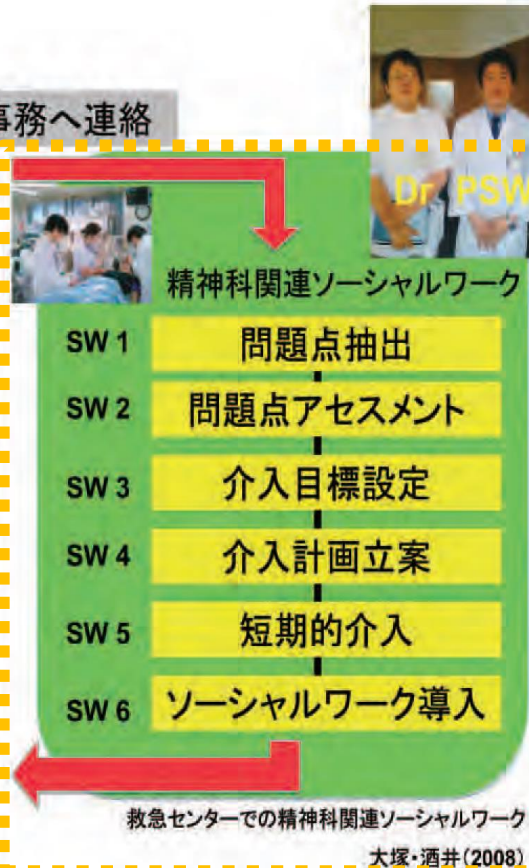 事務へ連絡
Dr PSW
精神科関連ソーシャルワーク
SW 1 問題点抽出
SW 2 問題点アセスメント
SW 3 介入目標設定
SW 4 介入計画立案
SW 5 短期的介入
SW 6 ソーシャルワーク導入
救急センターでの精神科関連ソーシャルワーク
大塚・酒井(2008)